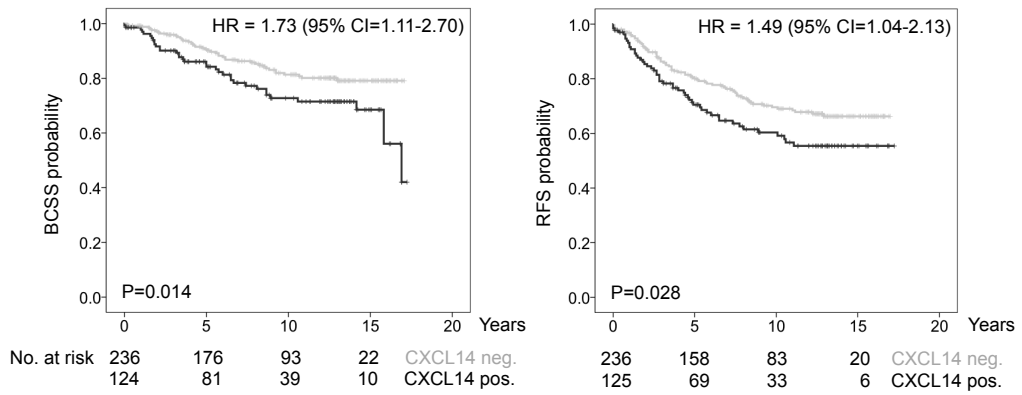 HR = 1.73 (95% CI=1.11-2.70)
1.0
0.8
0.6
0.4
0.2
0.0
BCSS probability
P=0.014
0 5 10 15 20 Years
No. at risk 236 176 93 22 CXCL14 neg.
124 81 39 10 CXCL14 pos.
HR = 1.49 (95% CI=1.04-2.13)
1.0
0.8
0.6
0.4
0.2
0.0
RFS probability
P=0.028
0 5 10 15 20 Years
236 158 83 20 CXCL14 neg.
125 69 33 6 CXCL14 pos.